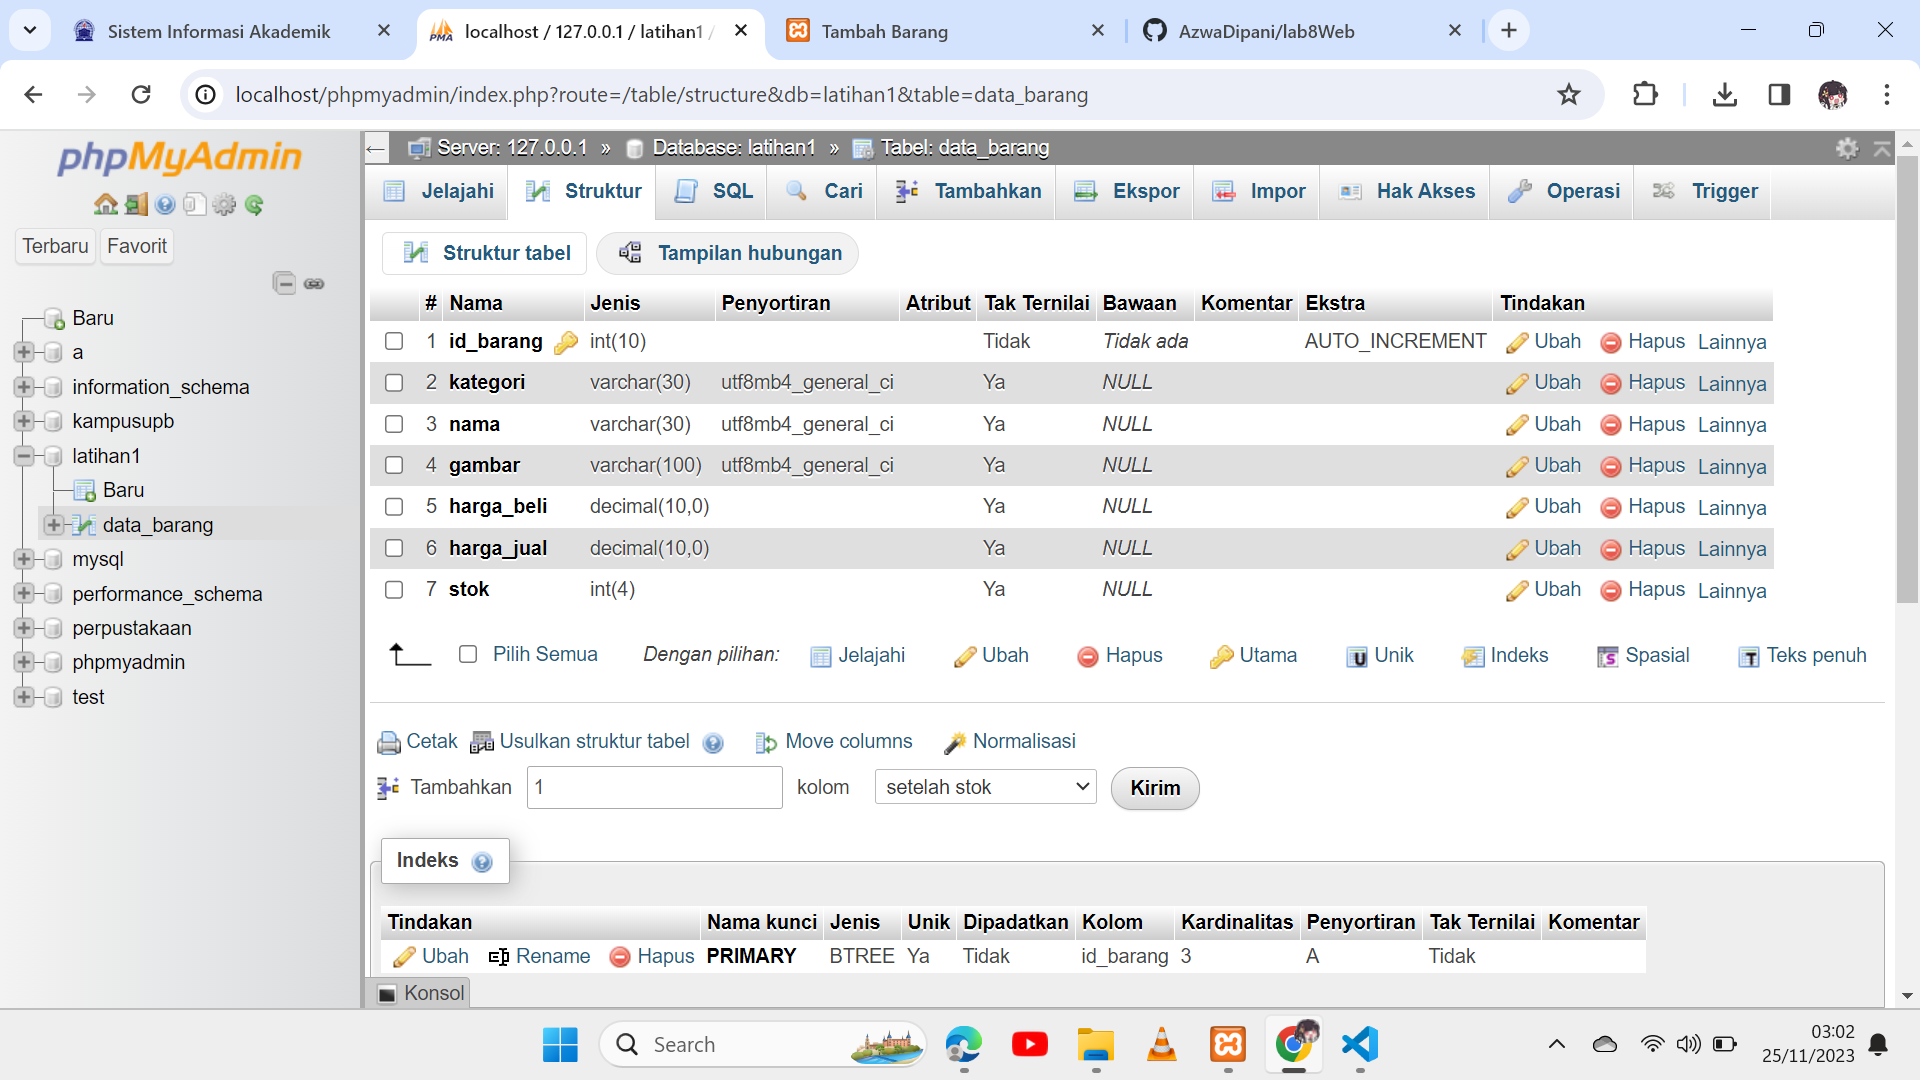 Sistem Informasi Akademik
localhost / 127.0.0.1 / latihan1 /
Tambah Barang
AzwaDipani/lab8Web
localhost/phpmyadmin/index.php?route=/table/structure&db=latihan1&table=data_barang
phpMyAdmin
Terbaru Favorit
Baru
a
information_schema
kampusupb
latihan1
Baru
data_barang
mysql
performance_schema
perpustakaan
phpmyadmin
test
Server: 127.0.0.1 » Database: latihan1 » Tabel: data_barang
Jelajahi Struktur SQL Cari Tambahkan Ekspor Impor Hak Akses Operasi Trigger
Struktur tabel Tampilan hubungan
# Nama Jenis Penyortiran Atribut Tak Ternilai Bawaan Komentar Ekstra Tindakan
1 id_barang int(10) Tidak Tidak ada AUTO_INCREMENT Ubah Hapus Lainnya
2 kategori varchar(30) utf8mb4_general_ci Ya NULL Ubah Hapus Lainnya
3 nama varchar(30) utf8mb4_general_ci Ya NULL Ubah Hapus Lainnya
4 gambar varchar(100) utf8mb4_general_ci Ya NULL Ubah Hapus Lainnya
5 harga_beli decimal(10,0) Ya NULL Ubah Hapus Lainnya
6 harga_jual decimal(10,0) Ya NULL Ubah Hapus Lainnya
7 stok int(4) Ya NULL Ubah Hapus Lainnya
Pilih Semua Dengan pilihan: Jelajahi Ubah Hapus Utama Unik Indeks Spasial Teks penuh
Cetak Usulkan struktur tabel Move columns Normalisasi
Tambahkan 1 kolom setelah stok Kirim
Indeks
Tindakan Nama kunci Jenis Unik Dipadatkan Kolom Kardinalitas Penyortiran Tak Ternilai Komentar
Ubah Rename Hapus PRIMARY BTREE Ya Tidak id_barang 3 A Tidak
Konsol
Search
03:02
25/11/2023